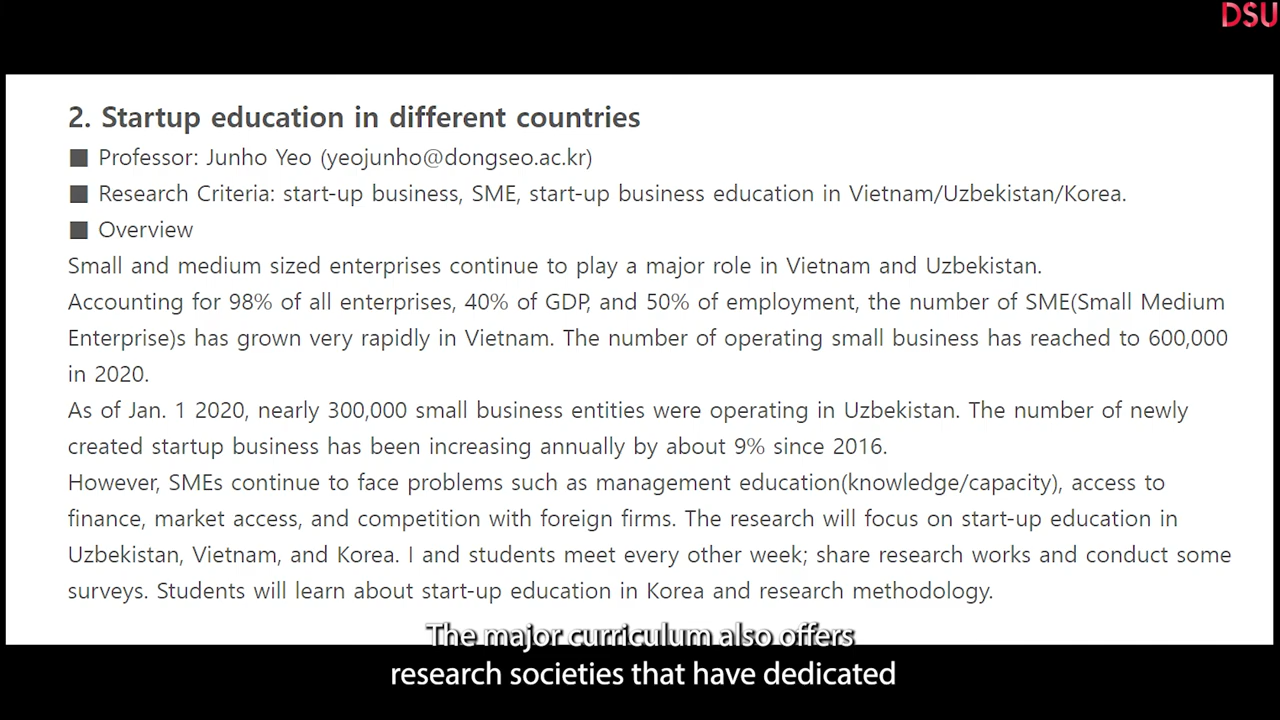 DSU
2. Startup education in different countries
■ Professor: Junho Yeo (yeojunho@dongseo.ac.kr)
■ Research Criteria: start-up business, SME, start-up business education in Vietnam/Uzbekistan/Korea.
■ Overview
Small and medium sized enterprises continue to play a major role in Vietnam and Uzbekistan.
Accounting for 98% of all enterprises, 40% of GDP, and 50% of employment, the number of SME(Small Medium
Enterprise)s has grown very rapidly in Vietnam. The number of operating small business has reached to 600,000
in 2020.
As of Jan. 1 2020, nearly 300,000 small business entities were operating in Uzbekistan. The number of newly
created startup business has been increasing annually by about 9% since 2016.
However, SMEs continue to face problems such as management education(knowledge/capacity), access to
finance, market access, and competition with foreign firms. The research will focus on start-up education in
Uzbekistan, Vietnam, and Korea. I and students meet every other week; share research works and conduct some
surveys. Students will learn about start-up education in Korea and research methodology.
The major curriculum also offers
research societies that have dedicated